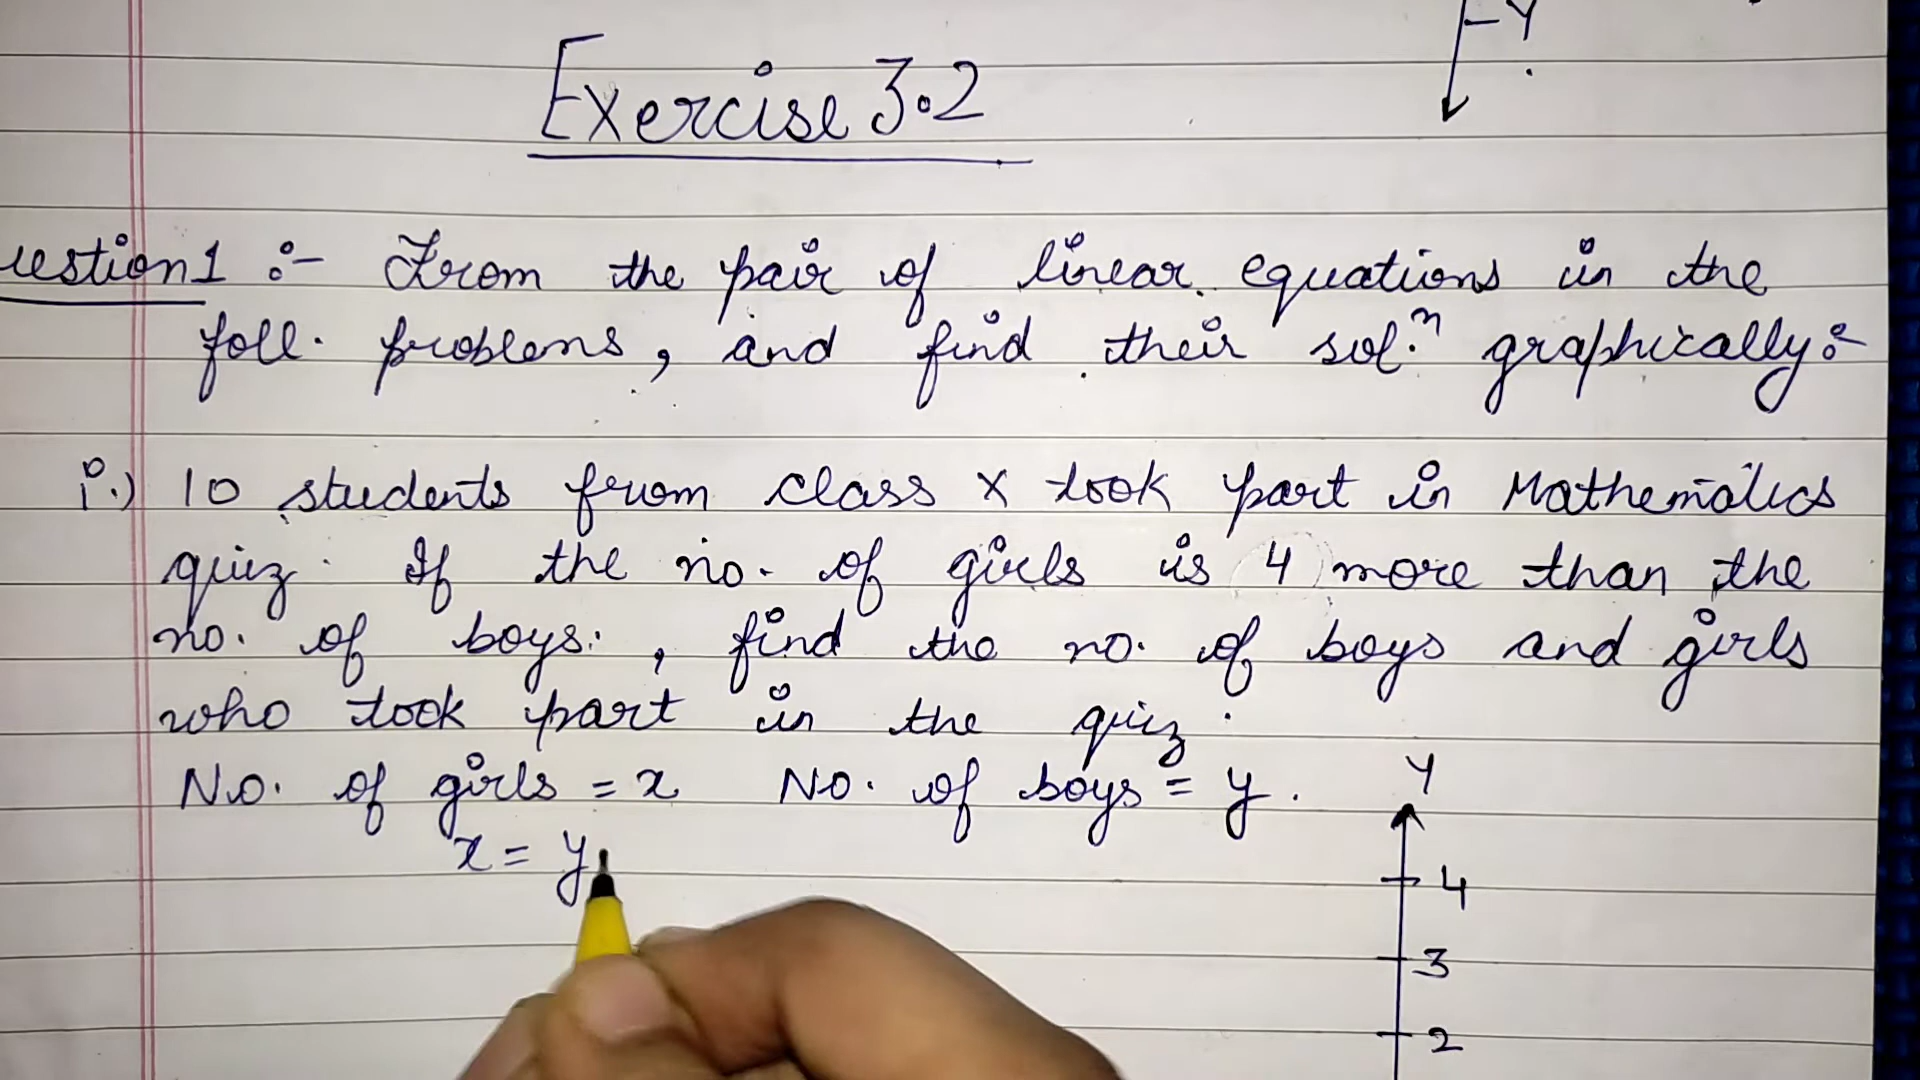 -Y
Exercise 3.2
uestion1 :- From the pair of linear equations in the
foll. problems, and find their sol.n graphically:-
i.) 10 students from class X took part in Mathematics
quiz. If the no. of girls is 4 more than the
no. of boys. , find the no. of boys and girls
who took part in the quiz.
No. of girls = x No. of boys = y.
x = y
Y
4
3
2